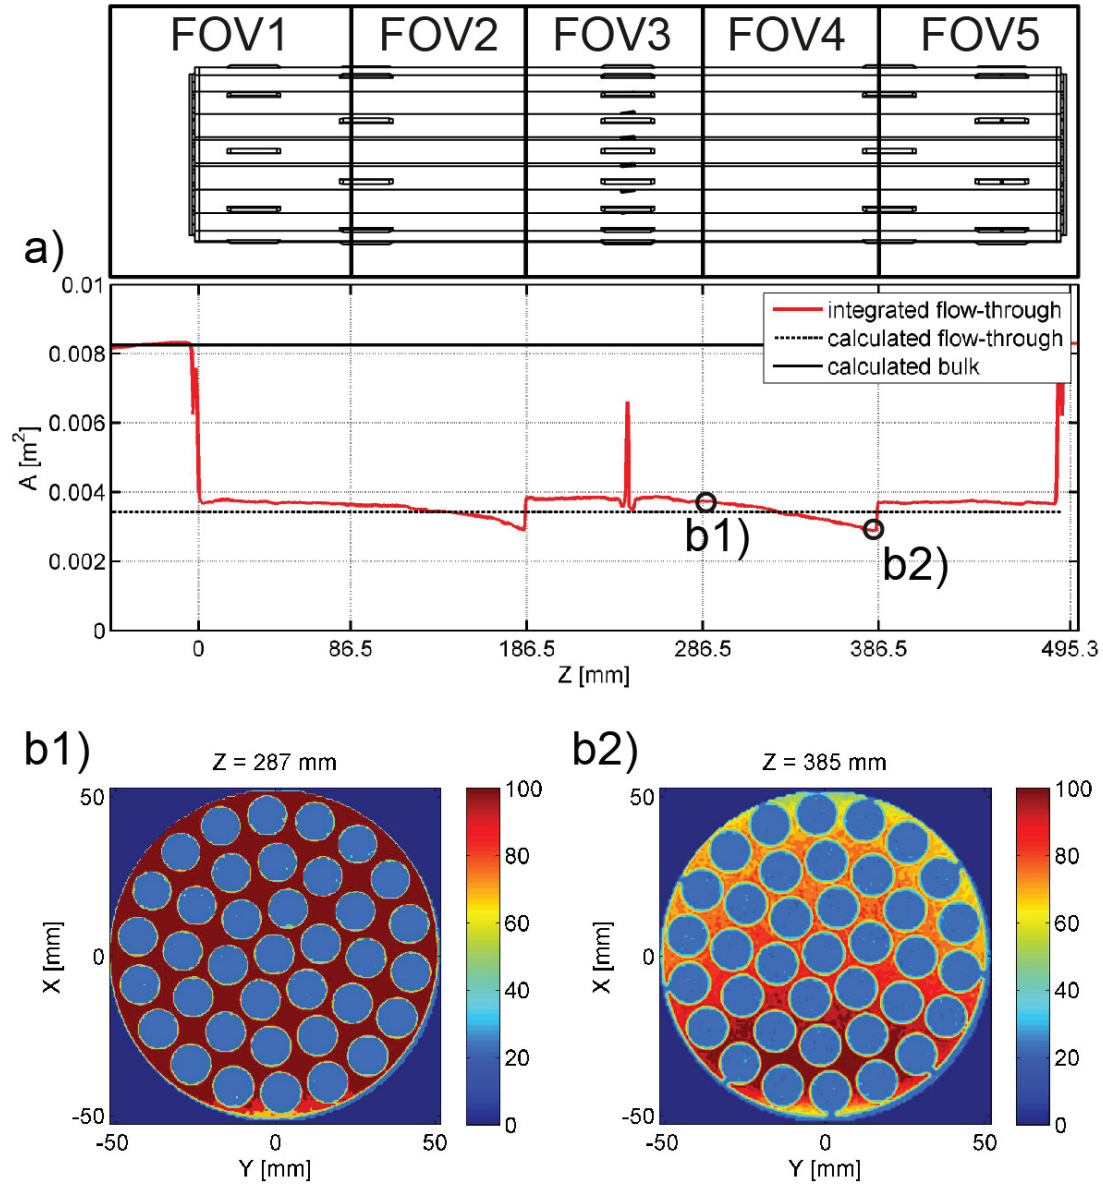 FOV1 FOV2 FOV3 FOV4 FOV5
a)
0.01
0.008
0.006
0.004
0.002
0
A [m²]
integrated flow-through
calculated flow-through
calculated bulk
b1)
b2)
0 86.5 186.5 286.5 386.5 495.3
Z [mm]
b1)
Z = 287 mm
50
0
-50
X [mm]
-50 0 50
Y [mm]
100
80
60
40
20
0
b2)
Z = 385 mm
50
0
-50
X [mm]
-50 0 50
Y [mm]
100
80
60
40
20
0